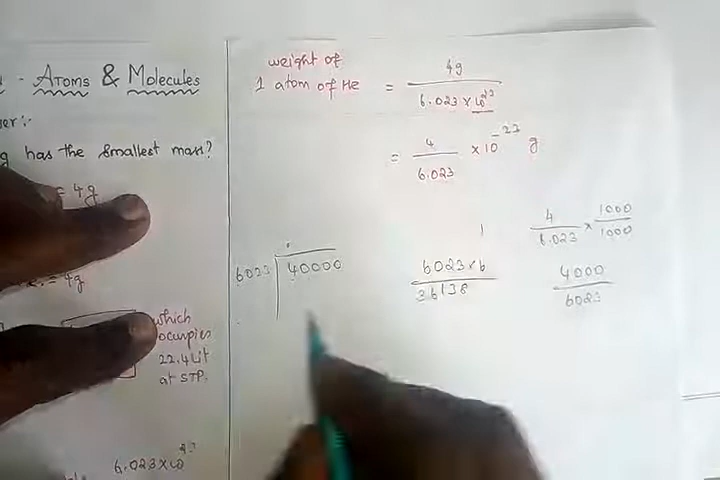 Atoms & Molecules
has the smallest mass?
= 4g
= 4g
which
occupies
22.4 Lit
at STP.
6.023 × 10
weight of
1 atom of He = 4g / 6.023 × 10²³
= 4 / 6.023 × 10⁻²³ g
4 / 6.023 × 1000 / 1000
6023 40000
6023 × 6
36138
4000 / 6023